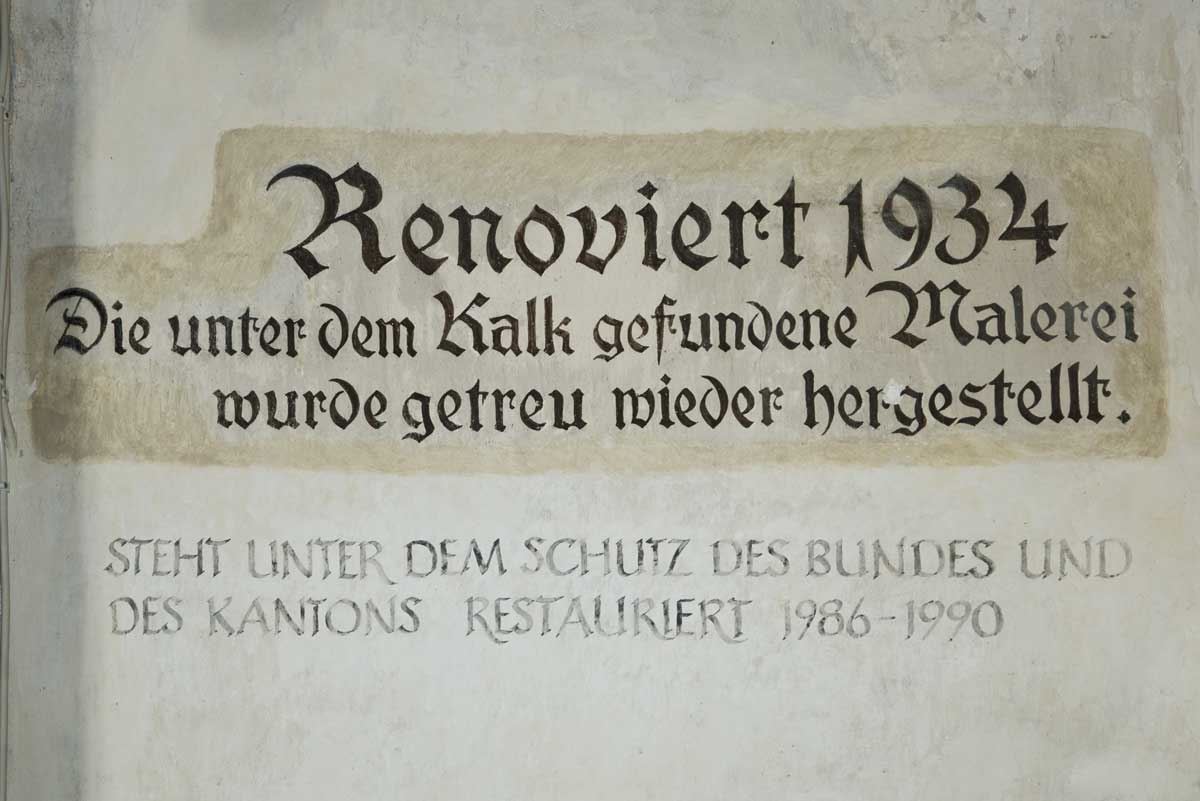 Renoviert 1934
Die unter dem Kalk gefundene Malerei
wurde getreu wieder hergestellt.
STEHT UNTER DEM SCHUTZ DES BUNDES UND
DES KANTONS RESTAURIERT 1986-1990